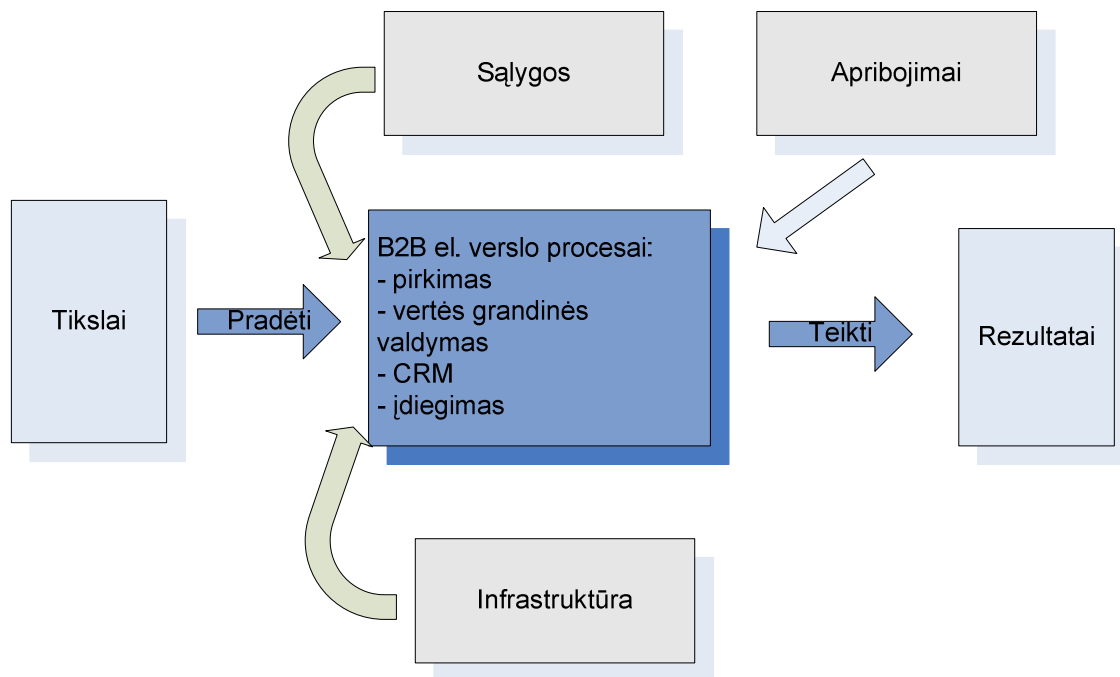 Sąlygos
Apribojimai
Tikslai
Pradėti
B2B el. verslo procesai:
- pirkimas
- vertės grandinės
valdymas
- CRM
- įdiegimas
Teikti
Rezultatai
Infrastruktūra